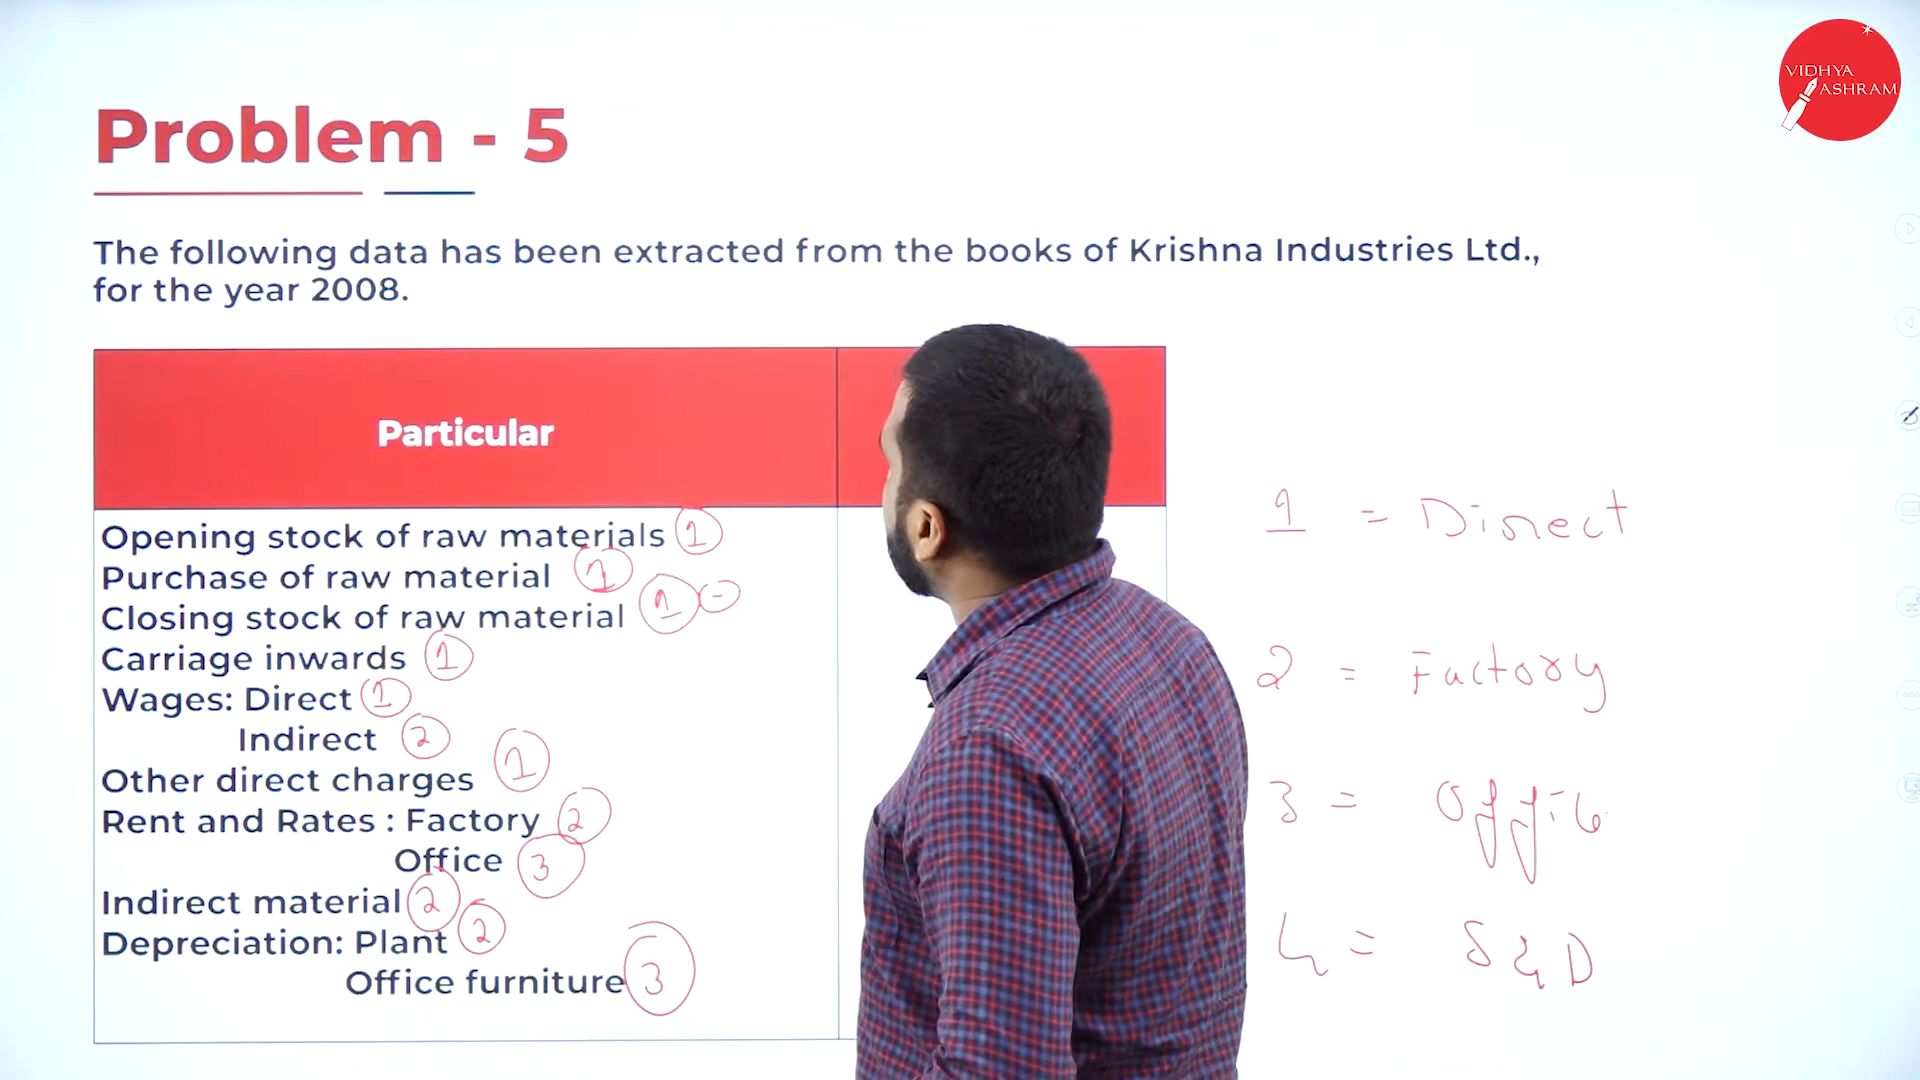 VIDHYA
ASHRAM
Problem - 5
The following data has been extracted from the books of Krishna Industries Ltd.,
for the year 2008.
Particular
Opening stock of raw materials 1
Purchase of raw material 1
Closing stock of raw material 1 -
Carriage inwards 1
Wages: Direct 1
Indirect 2
Other direct charges 1
Rent and Rates : Factory 2
Office 3
Indirect material 2
Depreciation: Plant 2
Office furniture 3
1 = Direct
2 = Factory
3 =
4 = S & D